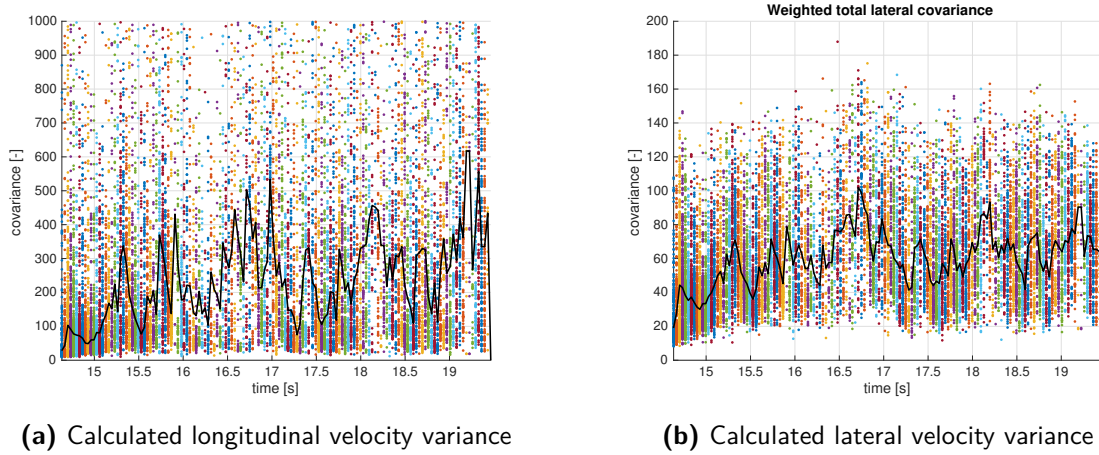 1000
900
800
700
600
500
400
300
200
100
0
covariance [-]
15 15.5 16 16.5 17 17.5 18 18.5 19
time [s]
(a) Calculated longitudinal velocity variance
Weighted total lateral covariance
200
180
160
140
120
100
80
60
40
20
0
covariance [-]
15 15.5 16 16.5 17 17.5 18 18.5 19
time [s]
(b) Calculated lateral velocity variance